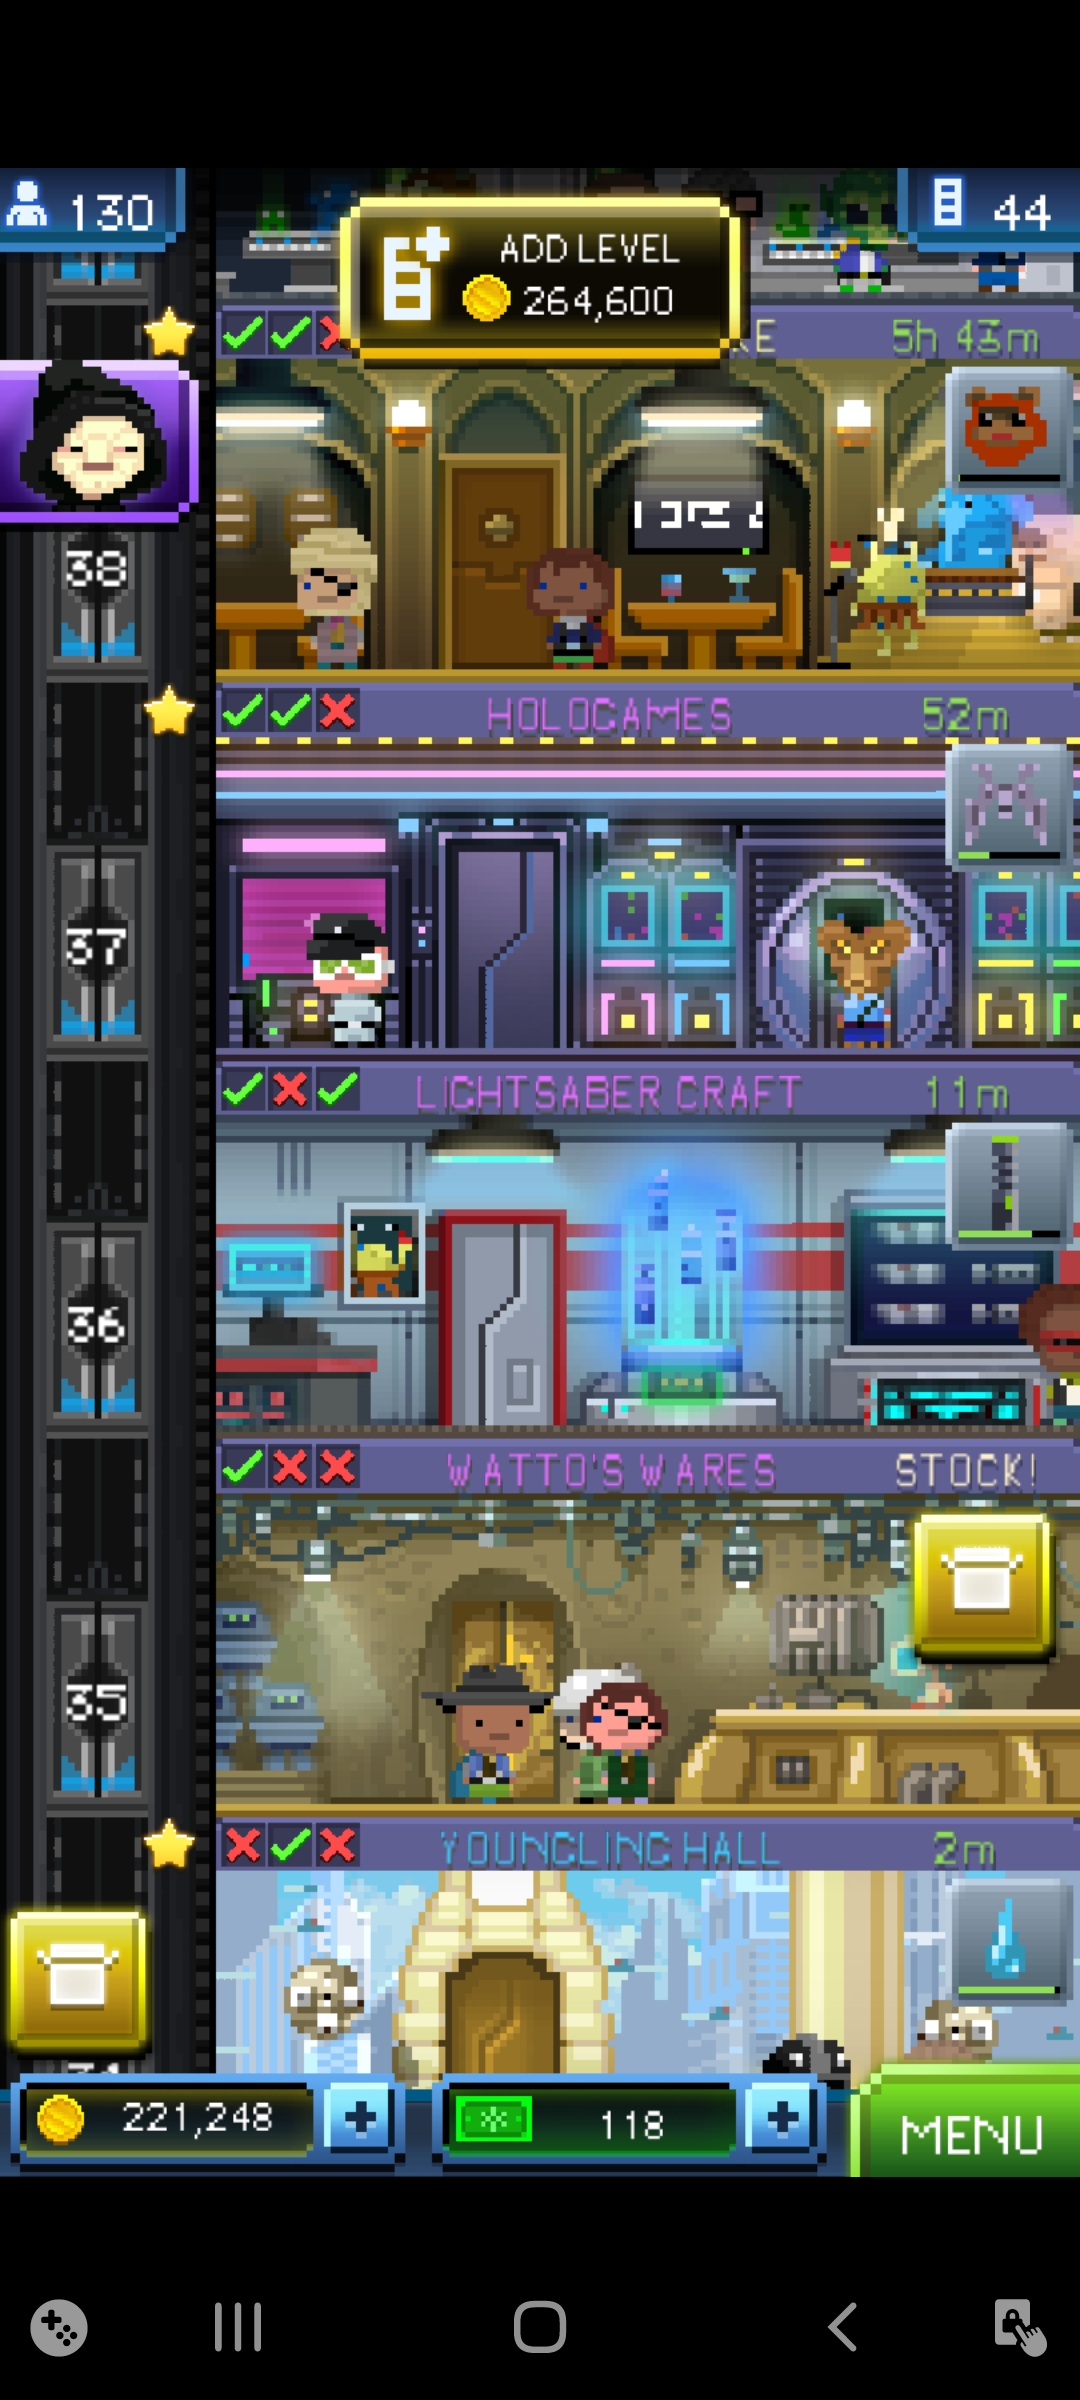 130
ADD LEVEL
264,600
44
KE
5h 43m
38
HOLOGAMES
52m
37
LIGHTSABER CRAFT
11m
36
WATTO'S WARES
STOCK!
35
YOUNGLING HALL
2m
221,248
118
MENU